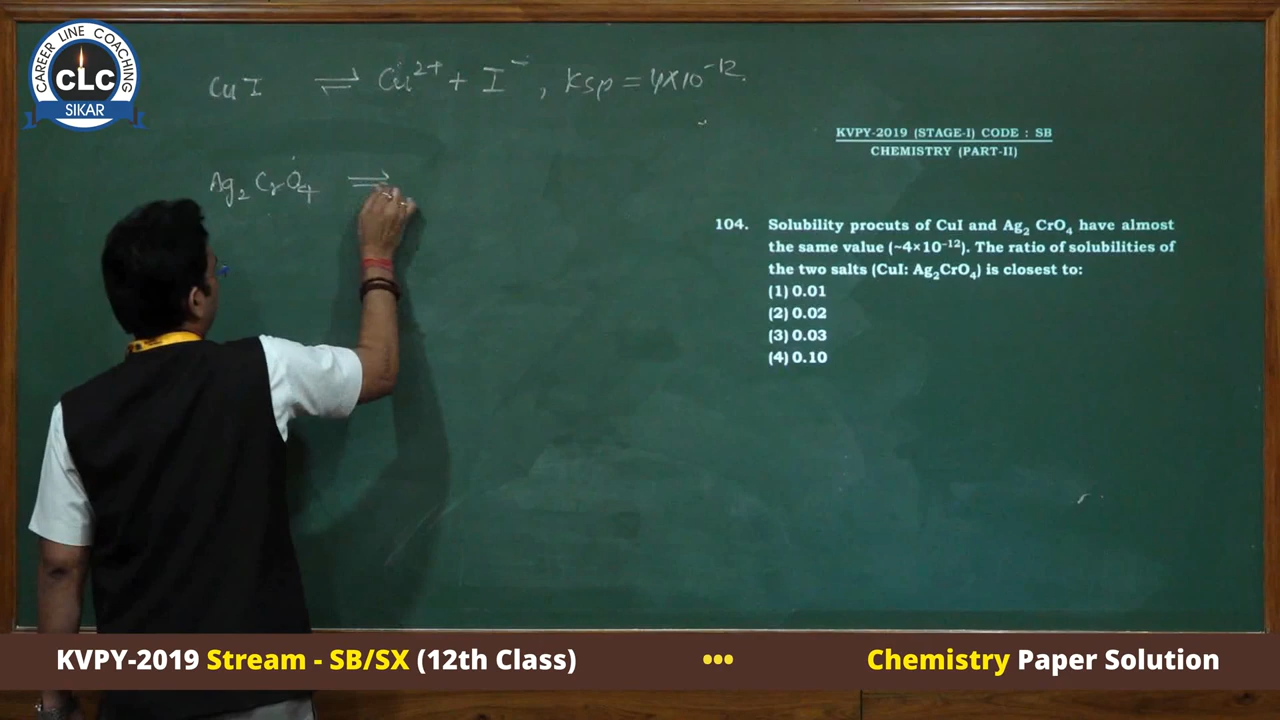 CAREER LINE COACHING
CLC
SIKAR
CuI ⇌ Cu²⁺ + I⁻ , Ksp = 4×10⁻¹².
Ag₂CrO₄ ⇌
KVPY-2019 (STAGE-I) CODE : SB
CHEMISTRY (PART-II)
104. Solubility procuts of CuI and Ag₂ CrO₄ have almost
the same value (~4×10⁻¹²). The ratio of solubilities of
the two salts (CuI: Ag₂CrO₄) is closest to:
(1) 0.01
(2) 0.02
(3) 0.03
(4) 0.10
KVPY-2019 Stream - SB/SX (12th Class) ••• Chemistry Paper Solution